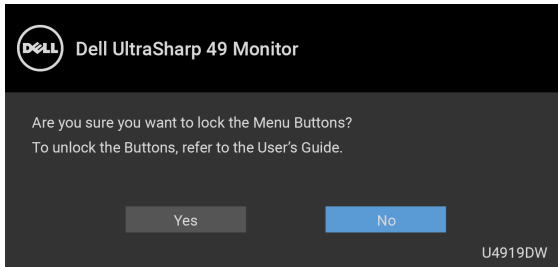 DELL
Dell UltraSharp 49 Monitor
Are you sure you want to lock the Menu Buttons?
To unlock the Buttons, refer to the User’s Guide.
Yes
No
U4919DW